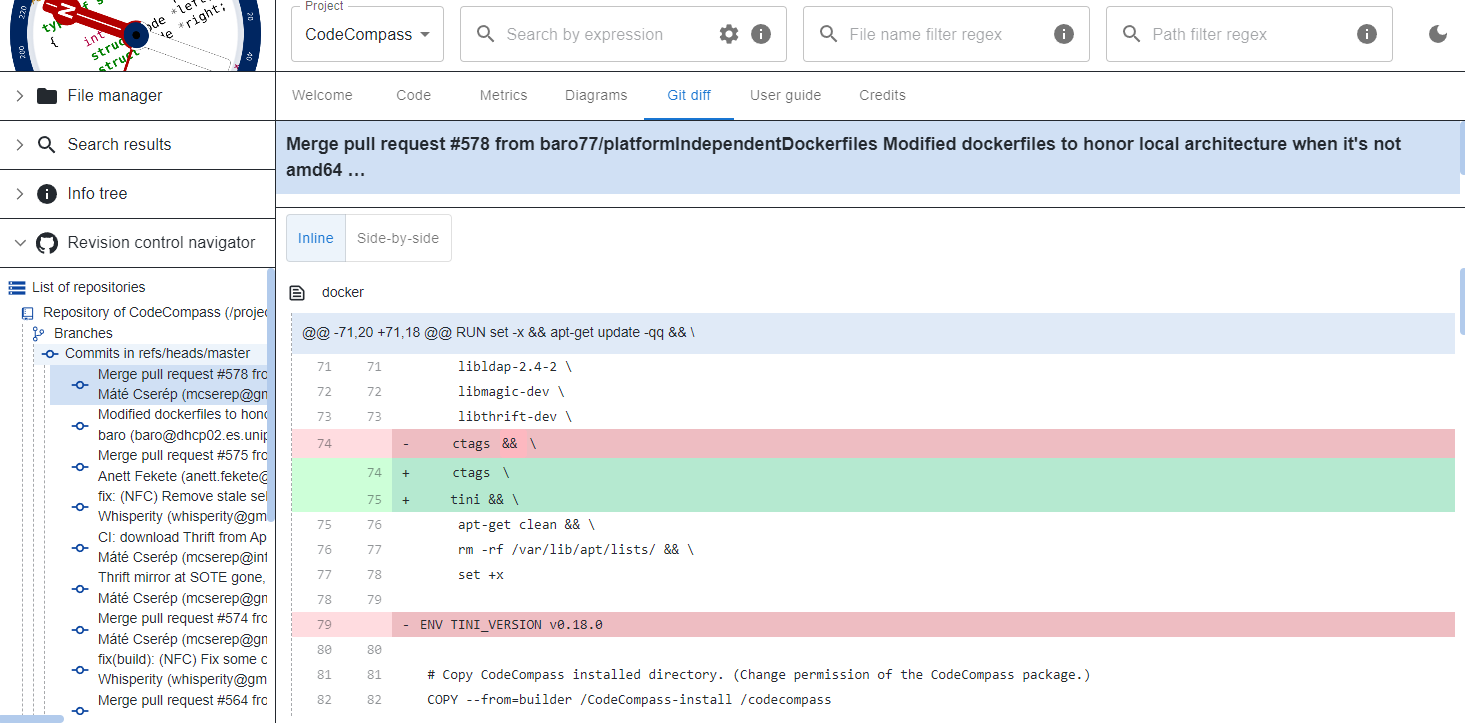 Project
CodeCompass
Search by expression
File name filter regex
Path filter regex
220
200
20
40
N
typ
ode *left
de *right;
{ int
struct
struct
File manager
Welcome
Code
Metrics
Diagrams
Git diff
User guide
Credits
Search results
Info tree
Revision control navigator
Merge pull request #578 from baro77/platformIndependentDockerfiles Modified dockerfiles to honor local architecture when it's not
amd64 …
Inline
Side-by-side
List of repositories
Repository of CodeCompass (/projec
Branches
Commits in refs/heads/master
Merge pull request #578 fro
Máté Cserép (mcserep@gm
Modified dockerfiles to hono
baro (baro@dhcp02.es.unip
Merge pull request #575 fro
Anett Fekete (anett.fekete@
fix: (NFC) Remove stale sel
Whisperity (whisperity@gm
CI: download Thrift from Ap
Máté Cserép (mcserep@inf
Thrift mirror at SOTE gone,
Máté Cserép (mcserep@gm
Merge pull request #574 fro
Máté Cserép (mcserep@gm
fix(build): (NFC) Fix some c
Whisperity (whisperity@gm
Merge pull request #564 fro
docker
@@ -71,20 +71,18 @@ RUN set -x && apt-get update -qq && \
71 71 libldap-2.4-2 \
72 72 libmagic-dev \
73 73 libthrift-dev \
74 - ctags && \
74 + ctags \
75 + tini && \
75 76 apt-get clean && \
76 77 rm -rf /var/lib/apt/lists/ && \
77 78 set +x
78 79
79 - ENV TINI_VERSION v0.18.0
80 80
81 81 # Copy CodeCompass installed directory. (Change permission of the CodeCompass package.)
82 82 COPY --from=builder /CodeCompass-install /codecompass